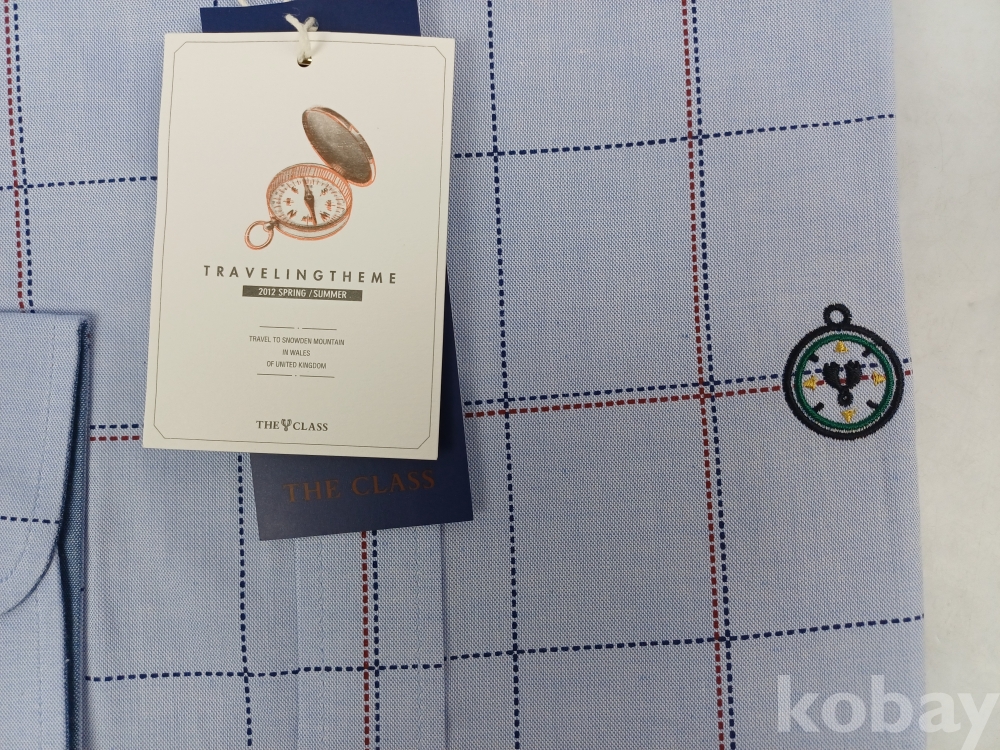 TRAVELINGTHEME
2012 SPRING / SUMMER
TRAVEL TO SNOWDEN MOUNTAIN
IN WALES
OF UNITED KINGDOM
THE CLASS
THE CLASS
kobay